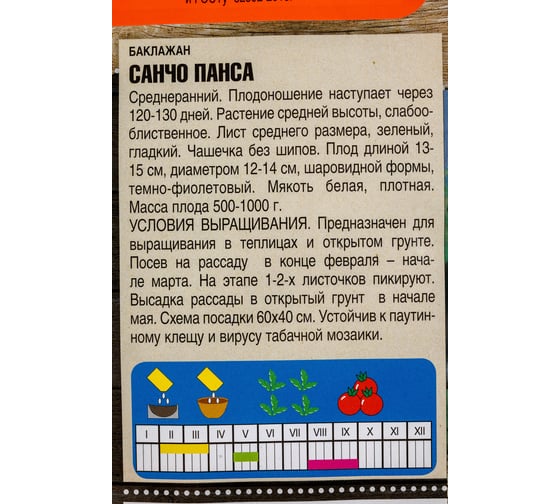 БАКЛАЖАН
САНЧО ПАНСА
Среднеранний. Плодоношение наступает через
120-130 дней. Растение средней высоты, слабооб-
блиственное. Лист среднего размера, зеленый,
гладкий. Чашечка без шипов. Плод длиной 13-
15 см, диаметром 12-14 см, шаровидной формы,
темно-фиолетовый. Мякоть белая, плотная.
Масса плода 500-1000 г.
УСЛОВИЯ ВЫРАЩИВАНИЯ. Предназначен для
выращивания в теплицах и открытом грунте.
Посев на рассаду в конце февраля – нача-
ле марта. На этапе 1-2-х листочков пикируют.
Высадка рассады в открытый грунт в начале
мая. Схема посадки 60х40 см. Устойчив к паутин-
ному клещу и вирусу табачной мозаики.
I II III IV V VI VII VIII IX X XI XII